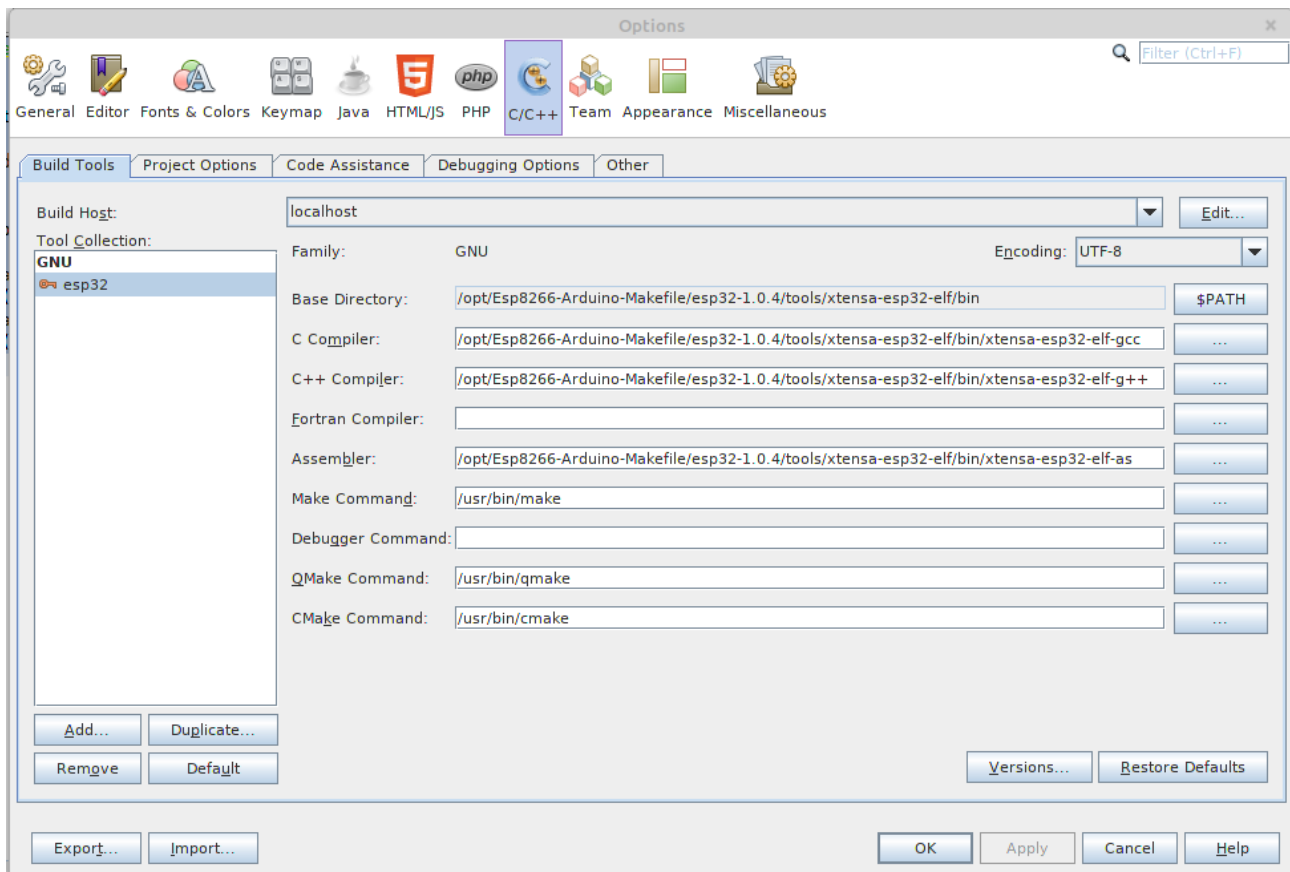 Options
Filter (Ctrl+F)
General Editor Fonts & Colors Keymap Java HTML/JS PHP C/C++ Team Appearance Miscellaneous
Build Tools Project Options Code Assistance Debugging Options Other
Build Host: localhost Edit...
Tool Collection:
GNU
esp32
Family: GNU Encoding: UTF-8
Base Directory: /opt/Esp8266-Arduino-Makefile/esp32-1.0.4/tools/xtensa-esp32-elf/bin $PATH
C Compiler: /opt/Esp8266-Arduino-Makefile/esp32-1.0.4/tools/xtensa-esp32-elf/bin/xtensa-esp32-elf-gcc ...
C++ Compiler: /opt/Esp8266-Arduino-Makefile/esp32-1.0.4/tools/xtensa-esp32-elf/bin/xtensa-esp32-elf-g++ ...
Fortran Compiler: ...
Assembler: /opt/Esp8266-Arduino-Makefile/esp32-1.0.4/tools/xtensa-esp32-elf/bin/xtensa-esp32-elf-as ...
Make Command: /usr/bin/make ...
Debugger Command: ...
QMake Command: /usr/bin/qmake ...
CMake Command: /usr/bin/cmake ...
Add... Duplicate...
Remove Default
Versions... Restore Defaults
Export... Import... OK Apply Cancel Help